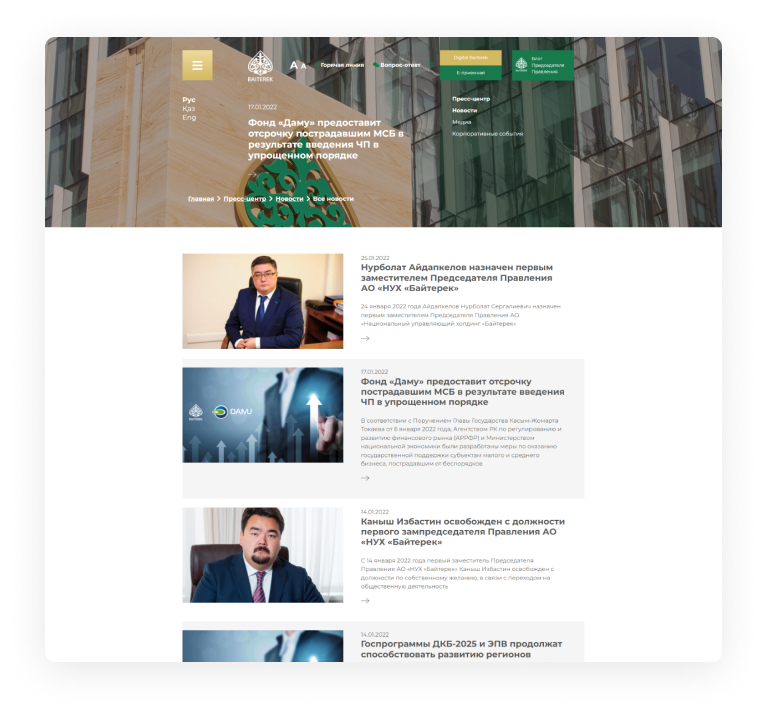 BAITEREK
А А
Горячая линия
Вопрос-ответ
Digital Baiterek
E-приемная
Блог
Председателя
Правления
Рус
Қаз
Eng
17.01.2022
Фонд «Даму» предоставит
отсрочку пострадавшим МСБ в
результате введения ЧП в
упрощенном порядке
Пресс-центр
Новости
Медиа
Корпоративные события
Главная > Пресс-центр > Новости > Все новости
25.01.2022
Нурболат Айдапкелов назначен первым
заместителем Председателя Правления
АО «НУХ «Байтерек»
24 января 2022 года Айдапкелов Нурболат Сергалиевич назначен
первым заместителем Председателя Правления АО
«Национальный управляющий холдинг «Байтерек»
DAMU
17.01.2022
Фонд «Даму» предоставит отсрочку
пострадавшим МСБ в результате введения
ЧП в упрощенном порядке
В соответствии с Поручением Главы Государства Касым-Жомарта
Токаева от 6 января 2022 года, Агентством РК по регулированию и
развитию финансового рынка (АРРФР) и Министерством
национальной экономики были разработаны меры по оказанию
государственной поддержки субъектам малого и среднего
бизнеса, пострадавшим от беспорядков
14.01.2022
Каныш Избастин освобожден с должности
первого зампредседателя Правления АО
«НУХ «Байтерек»
С 14 января 2022 года первый заместитель Председателя
Правления АО «НУХ «Байтерек» Каныш Избастин освобожден с
должности по собственному желанию, в связи с переходом на
общественную деятельность
14.01.2022
Госпрограммы ДКБ-2025 и ЭПВ продолжат
способствовать развитию регионов